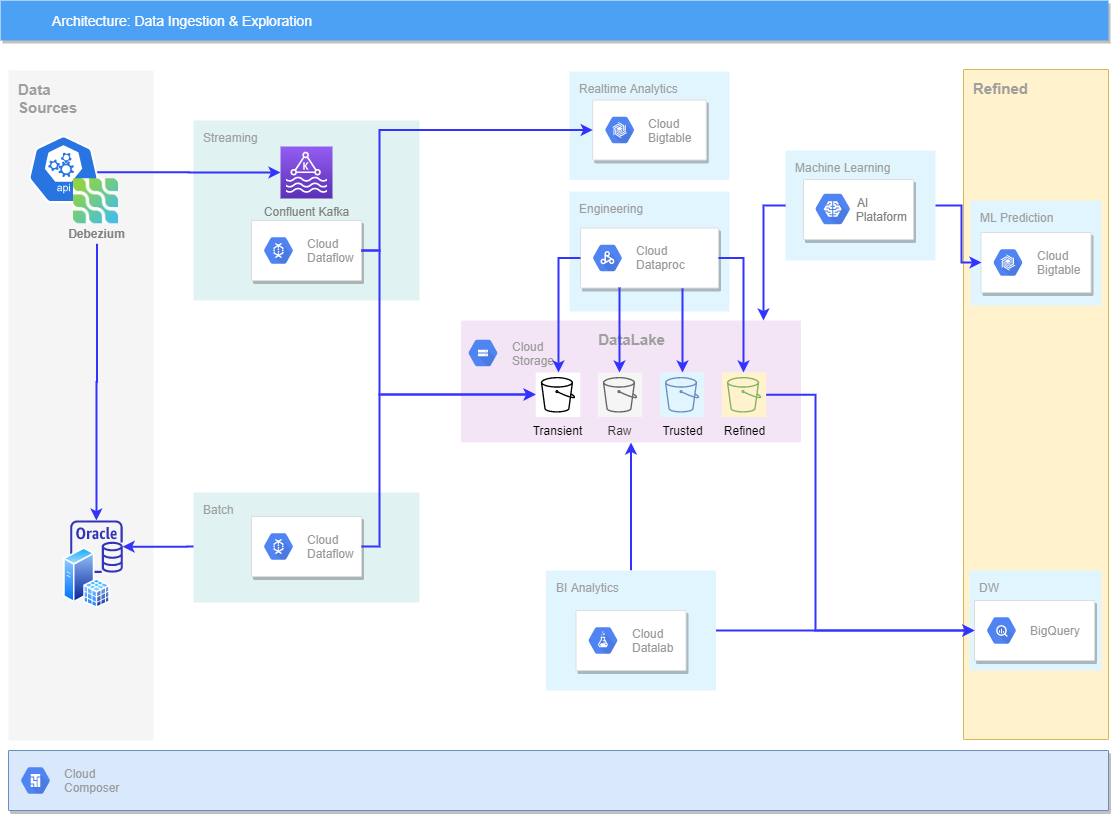 Architecture: Data Ingestion & Exploration
Data
Sources
api
Debezium
Oracle
Streaming
K
Confluent Kafka
Cloud
Dataflow
Batch
Cloud
Dataflow
Realtime Analytics
Cloud
Bigtable
Engineering
Cloud
Dataproc
Cloud
Storage
DataLake
Transient
Raw
Trusted
Refined
BI Analytics
Cloud
Datalab
Machine Learning
AI
Plataform
Refined
ML Prediction
Cloud
Bigtable
DW
BigQuery
Cloud
Composer